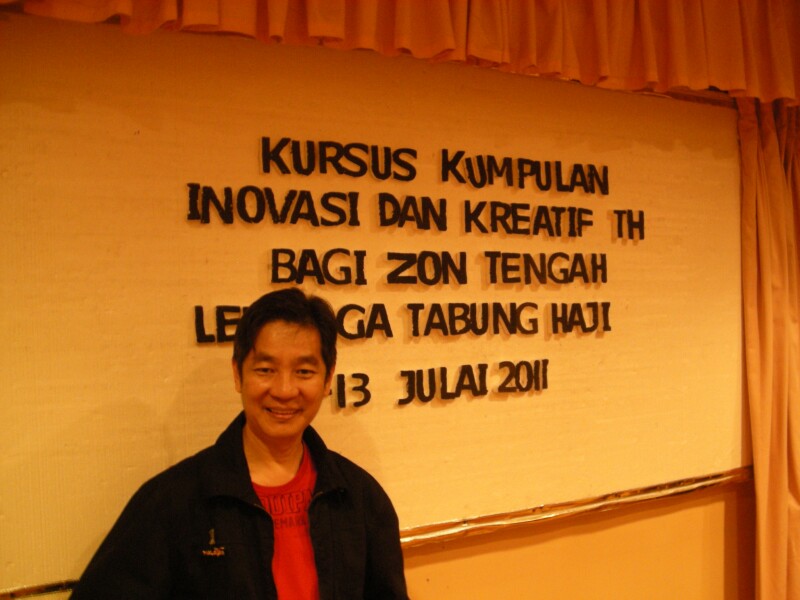 KURSUS KUMPULAN
INOVASI DAN KREATIF TH
BAGI ZON TENGAH
TABUNG HAJI
13 JULAI 2011